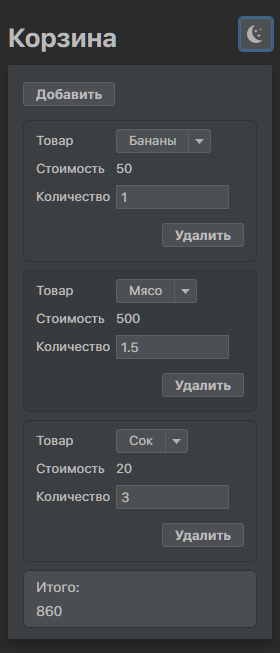 Корзина
Добавить
Товар Бананы
Стоимость 50
Количество 1
Удалить
Товар Мясо
Стоимость 500
Количество 1.5
Удалить
Товар Сок
Стоимость 20
Количество 3
Удалить
Итого:
860